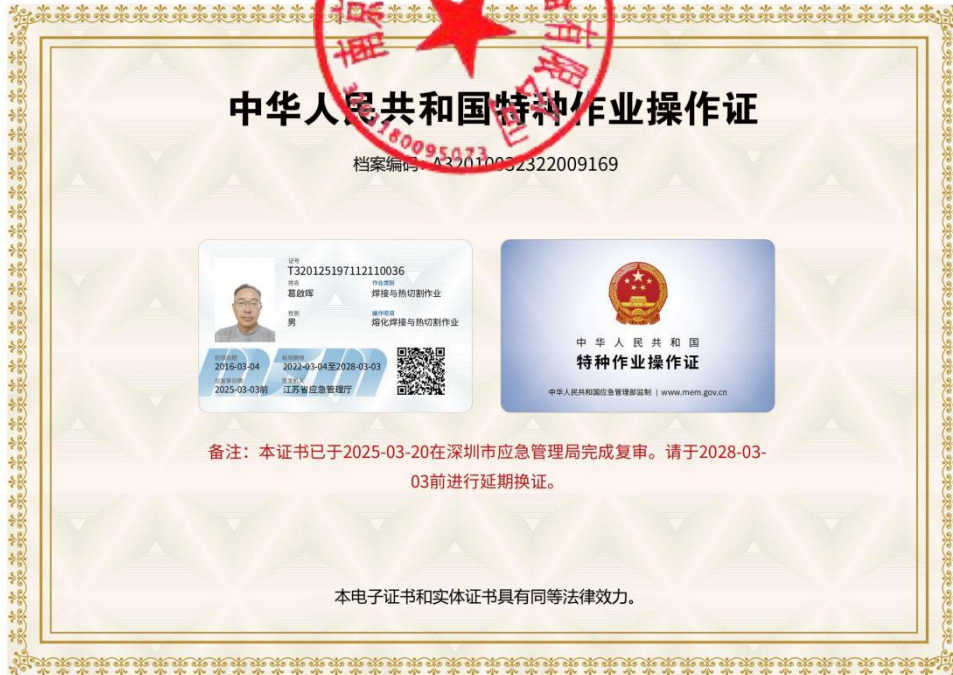 南京
有限公司
180095073
中华人民共和国特种作业操作证
档案编码：A32010032322009169
证号
T320125197112110036
姓名
作业类别
葛啟晖
焊接与热切割作业
性别
操作项目
男
熔化焊接与热切割作业
初领日期
有效期限
2016-03-04
2022-03-04至2028-03-03
应复审日期
签发机关
2025-03-03前
江苏省应急管理厅
中华人民共和国
特种作业操作证
中华人民共和国应急管理部监制 | www.mem.gov.cn
备注：本证书已于2025-03-20在深圳市应急管理局完成复审。请于2028-03-
03前进行延期换证。
本电子证书和实体证书具有同等法律效力。